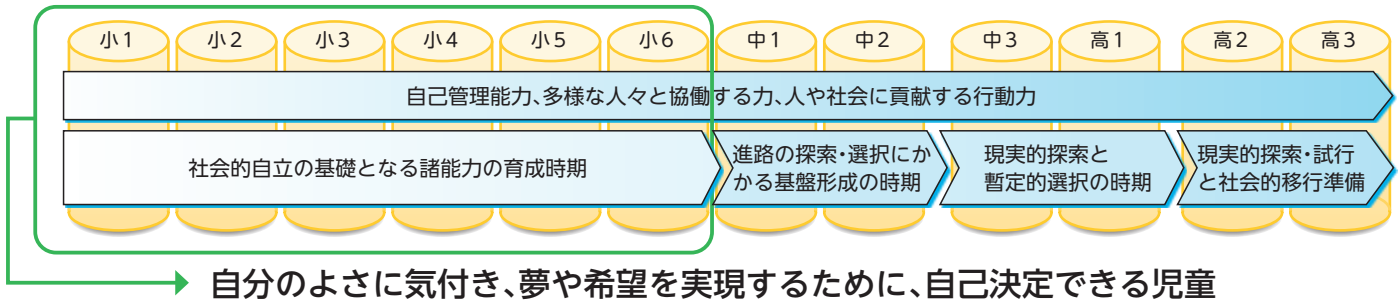 小1 小2 小3 小4 小5 小6 中1 中2 中3 高1 高2 高3
自己管理能力、多様な人々と協働する力、人や社会に貢献する行動力
社会的自立の基礎となる諸能力の育成時期
進路の探索・選択にか
かる基盤形成の時期
現実的探索と
暫定的選択の時期
現実的探索・試行
と社会的移行準備
自分のよさに気付き、夢や希望を実現するために、自己決定できる児童